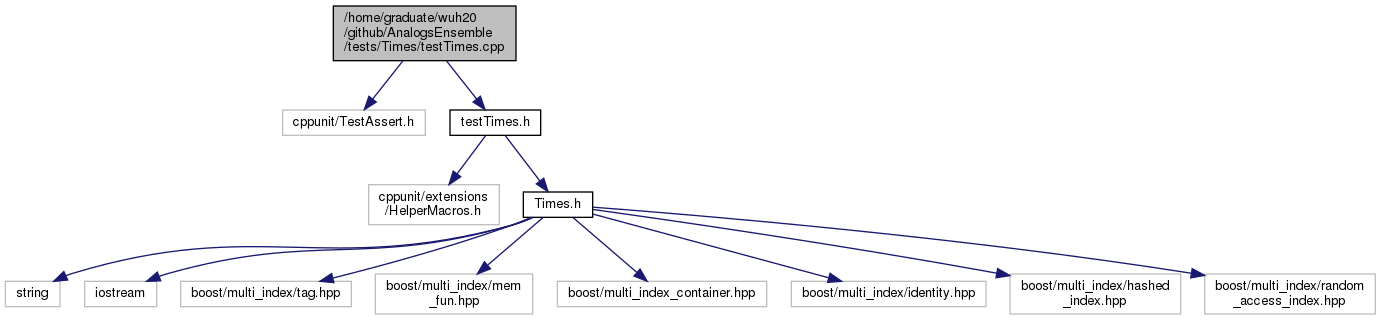 /home/graduate/wuh20
/github/AnalogsEnsemble
/tests/Times/testTimes.cpp
cppunit/TestAssert.h
testTimes.h
cppunit/extensions
/HelperMacros.h
Times.h
string
iostream
boost/multi_index/tag.hpp
boost/multi_index/mem
_fun.hpp
boost/multi_index_container.hpp
boost/multi_index/identity.hpp
boost/multi_index/hashed
_index.hpp
boost/multi_index/random
_access_index.hpp